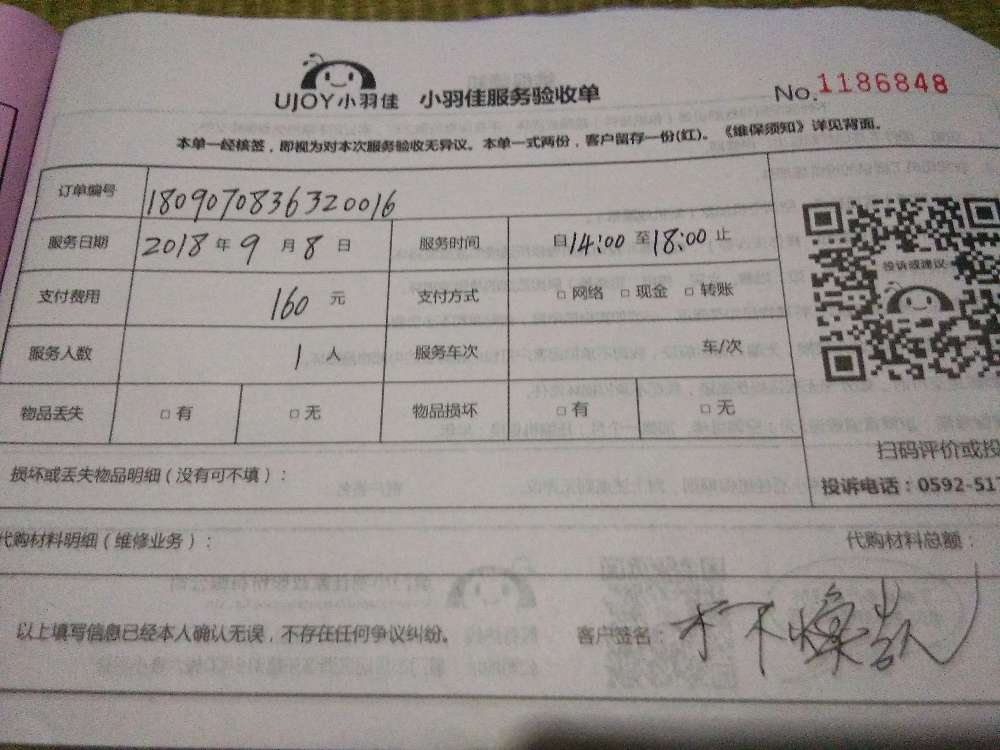 UJOY小羽佳 小羽佳服务验收单 No.1186848
本单一经核签，即视为对本次服务验收无异议。本单一式两份，客户留存一份(红)。《维保须知》详见背面。
订单编号 1809070836320016
服务日期 2018年9月8日 服务时间 自14:00至18:00止
投诉或建议
支付费用 160元 支付方式 □网络 □现金 □转账
服务人数 1人 服务车次 车/次
物品丢失 □有 □无 物品损坏 □有 □无
扫码评价或投
损坏或丢失物品明细（没有可不填）：
投诉电话：0592-517
代购材料明细（维修业务）： 代购材料总额：
以上填写信息已经本人确认无误，不存在任何争议纠纷。 客户签名：